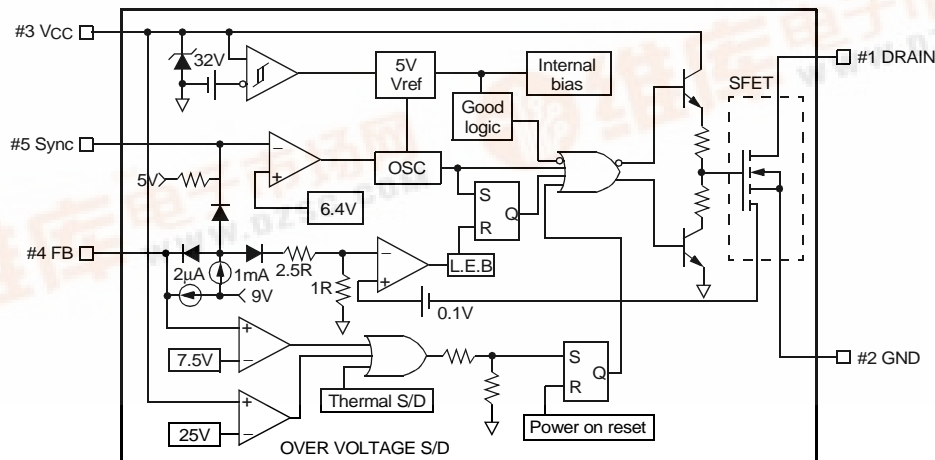 #3 VCC
32V
5V
Vref
Internal
bias
#1 DRAIN
SFET
Good
logic
#5 Sync
−
+
OSC
5V
6.4V
S
R
Q
#4 FB
2µA
1mA
9V
2.5R
1R
−
+
L.E.B
0.1V
+
−
7.5V
Thermal S/D
S
R
Q
#2 GND
+
−
25V
Power on reset
OVER VOLTAGE S/D